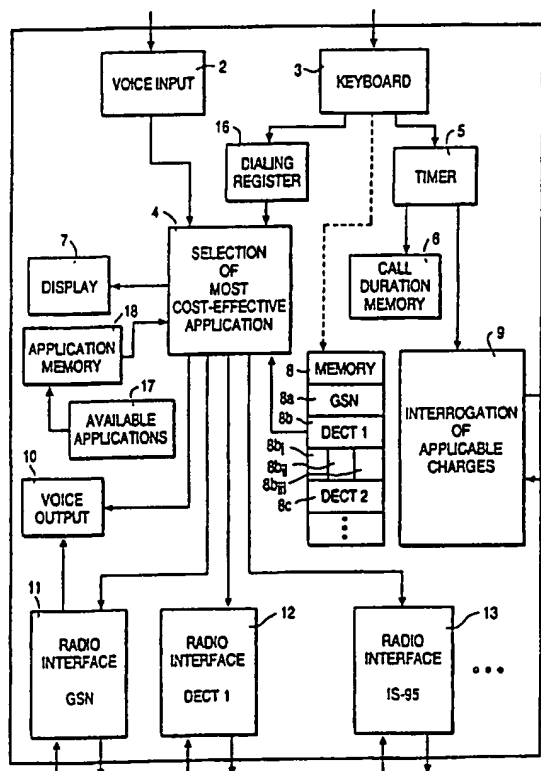 2
VOICE INPUT
3
KEYBOARD
16
DIALING
REGISTER
5
TIMER
4
SELECTION
OF
MOST
COST-EFFECTIVE
APPLICATION
7
DISPLAY
6
CALL
DURATION
MEMORY
18
APPLICATION
MEMORY
17
AVAILABLE
APPLICATIONS
8
MEMORY
8a
GSN
8b
DECT 1
8bi
8bii
8biii
8c
DECT 2
9
INTERROGATION
OF
APPLICABLE
CHARGES
10
VOICE
OUTPUT
11
RADIO
INTERFACE
GSN
12
RADIO
INTERFACE
DECT 1
13
RADIO
INTERFACE
IS-95